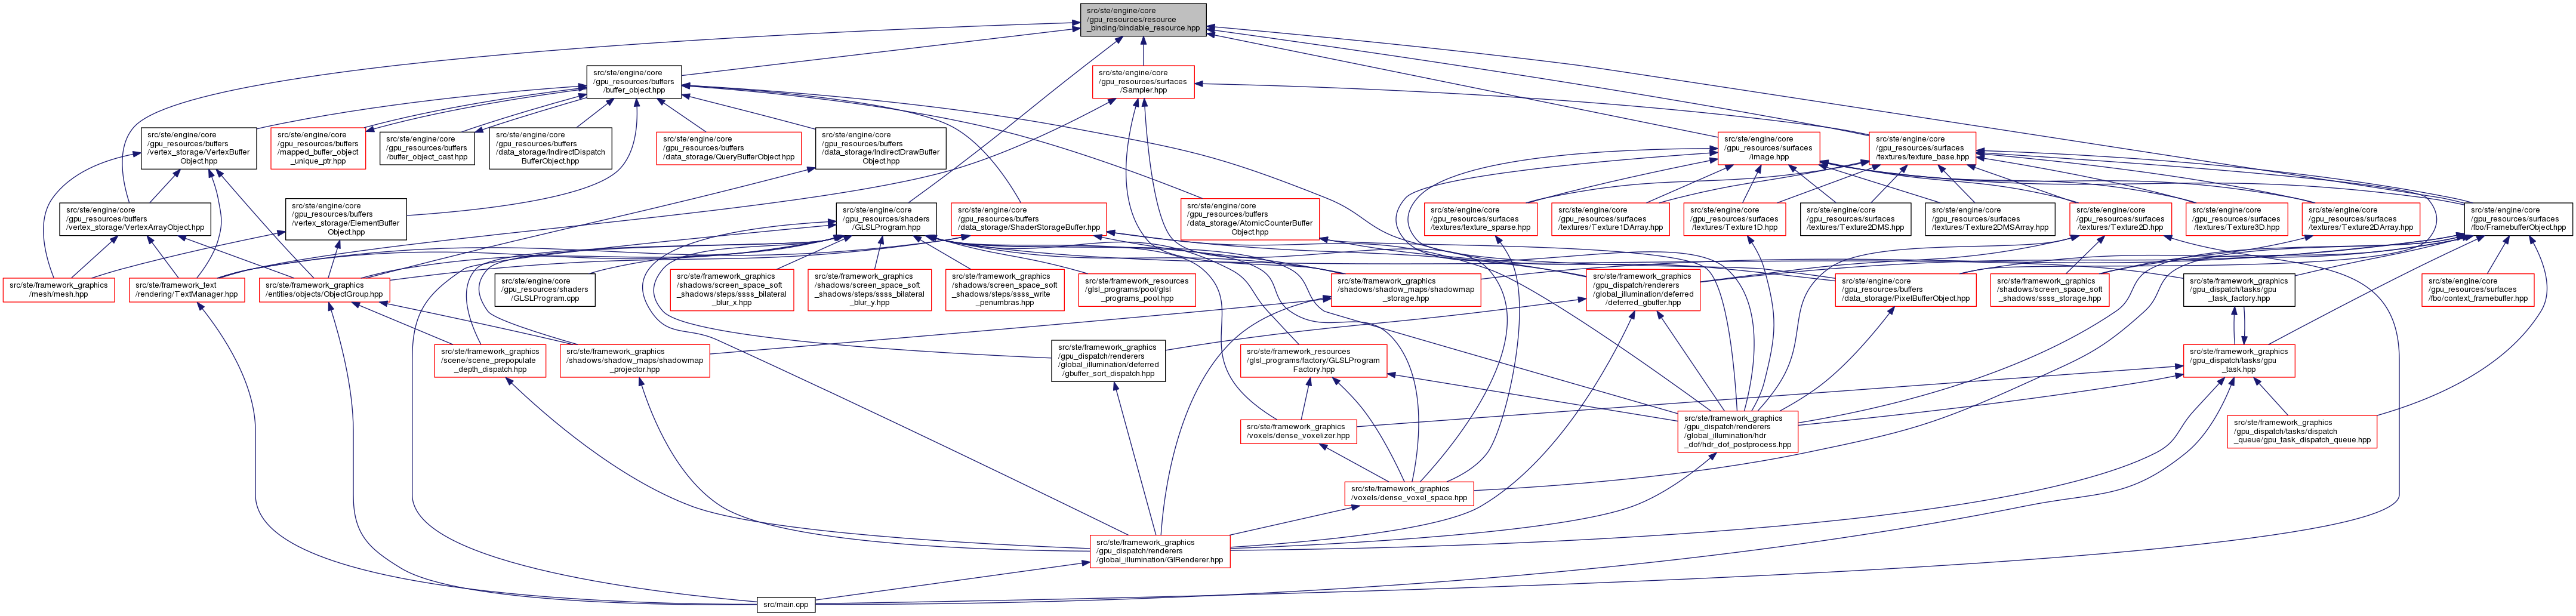 src/ste/engine/core
/gpu_resources/resource
_binding/bindable_resource.hpp
src/ste/engine/core
/gpu_resources/buffers
/buffer_object.hpp
src/ste/engine/core
/gpu_resources/surfaces
/Sampler.hpp
src/ste/engine/core
/gpu_resources/buffers
/vertex_storage/VertexBuffer
Object.hpp
src/ste/engine/core
/gpu_resources/buffers
/mapped_buffer_object
_unique_ptr.hpp
src/ste/engine/core
/gpu_resources/buffers
/buffer_object_cast.hpp
src/ste/engine/core
/gpu_resources/buffers
/data_storage/IndirectDispatch
BufferObject.hpp
src/ste/engine/core
/gpu_resources/buffers
/data_storage/QueryBufferObject.hpp
src/ste/engine/core
/gpu_resources/buffers
/data_storage/IndirectDrawBuffer
Object.hpp
src/ste/engine/core
/gpu_resources/surfaces
/image.hpp
src/ste/engine/core
/gpu_resources/surfaces
/textures/texture_base.hpp
src/ste/engine/core
/gpu_resources/buffers
/vertex_storage/VertexArrayObject.hpp
src/ste/engine/core
/gpu_resources/buffers
/vertex_storage/ElementBuffer
Object.hpp
src/ste/engine/core
/gpu_resources/shaders
/GLSLProgram.hpp
src/ste/engine/core
/gpu_resources/buffers
/data_storage/ShaderStorageBuffer.hpp
src/ste/engine/core
/gpu_resources/buffers
/data_storage/AtomicCounterBuffer
Object.hpp
src/ste/engine/core
/gpu_resources/surfaces
/textures/texture_sparse.hpp
src/ste/engine/core
/gpu_resources/surfaces
/textures/Texture1DArray.hpp
src/ste/engine/core
/gpu_resources/surfaces
/textures/Texture1D.hpp
src/ste/engine/core
/gpu_resources/surfaces
/textures/Texture2DMS.hpp
src/ste/engine/core
/gpu_resources/surfaces
/textures/Texture2DMSArray.hpp
src/ste/engine/core
/gpu_resources/surfaces
/textures/Texture2D.hpp
src/ste/engine/core
/gpu_resources/surfaces
/textures/Texture3D.hpp
src/ste/engine/core
/gpu_resources/surfaces
/textures/Texture2DArray.hpp
src/ste/engine/core
/gpu_resources/surfaces
/fbo/FramebufferObject.hpp
src/ste/framework_graphics
/mesh/mesh.hpp
src/ste/framework_text
/rendering/TextManager.hpp
src/ste/framework_graphics
/entities/objects/ObjectGroup.hpp
src/ste/engine/core
/gpu_resources/shaders
/GLSLProgram.cpp
src/ste/framework_graphics
/shadows/screen_space_soft
_shadows/steps/ssss_bilateral
_blur_x.hpp
src/ste/framework_graphics
/shadows/screen_space_soft
_shadows/steps/ssss_bilateral
_blur_y.hpp
src/ste/framework_graphics
/shadows/screen_space_soft
_shadows/steps/ssss_write
_penumbras.hpp
src/ste/framework_resources
/glsl_programs/pool/glsl
_programs_pool.hpp
src/ste/framework_graphics
/shadows/shadow_maps/shadowmap
_storage.hpp
src/ste/framework_graphics
/gpu_dispatch/renderers
/global_illumination/deferred
/deferred_gbuffer.hpp
src/ste/engine/core
/gpu_resources/buffers
/data_storage/PixelBufferObject.hpp
src/ste/framework_graphics
/shadows/screen_space_soft
_shadows/ssss_storage.hpp
src/ste/framework_graphics
/gpu_dispatch/tasks/gpu
_task_factory.hpp
src/ste/engine/core
/gpu_resources/surfaces
/fbo/context_framebuffer.hpp
src/ste/framework_graphics
/scene/scene_prepopulate
_depth_dispatch.hpp
src/ste/framework_graphics
/shadows/shadow_maps/shadowmap
_projector.hpp
src/ste/framework_graphics
/gpu_dispatch/renderers
/global_illumination/deferred
/gbuffer_sort_dispatch.hpp
src/ste/framework_resources
/glsl_programs/factory/GLSLProgram
Factory.hpp
src/ste/framework_graphics
/gpu_dispatch/tasks/gpu
_task.hpp
src/ste/framework_graphics
/voxels/dense_voxelizer.hpp
src/ste/framework_graphics
/gpu_dispatch/renderers
/global_illumination/hdr
_dof/hdr_dof_postprocess.hpp
src/ste/framework_graphics
/gpu_dispatch/tasks/dispatch
_queue/gpu_task_dispatch_queue.hpp
src/ste/framework_graphics
/voxels/dense_voxel_space.hpp
src/ste/framework_graphics
/gpu_dispatch/renderers
/global_illumination/GIRenderer.hpp
src/main.cpp